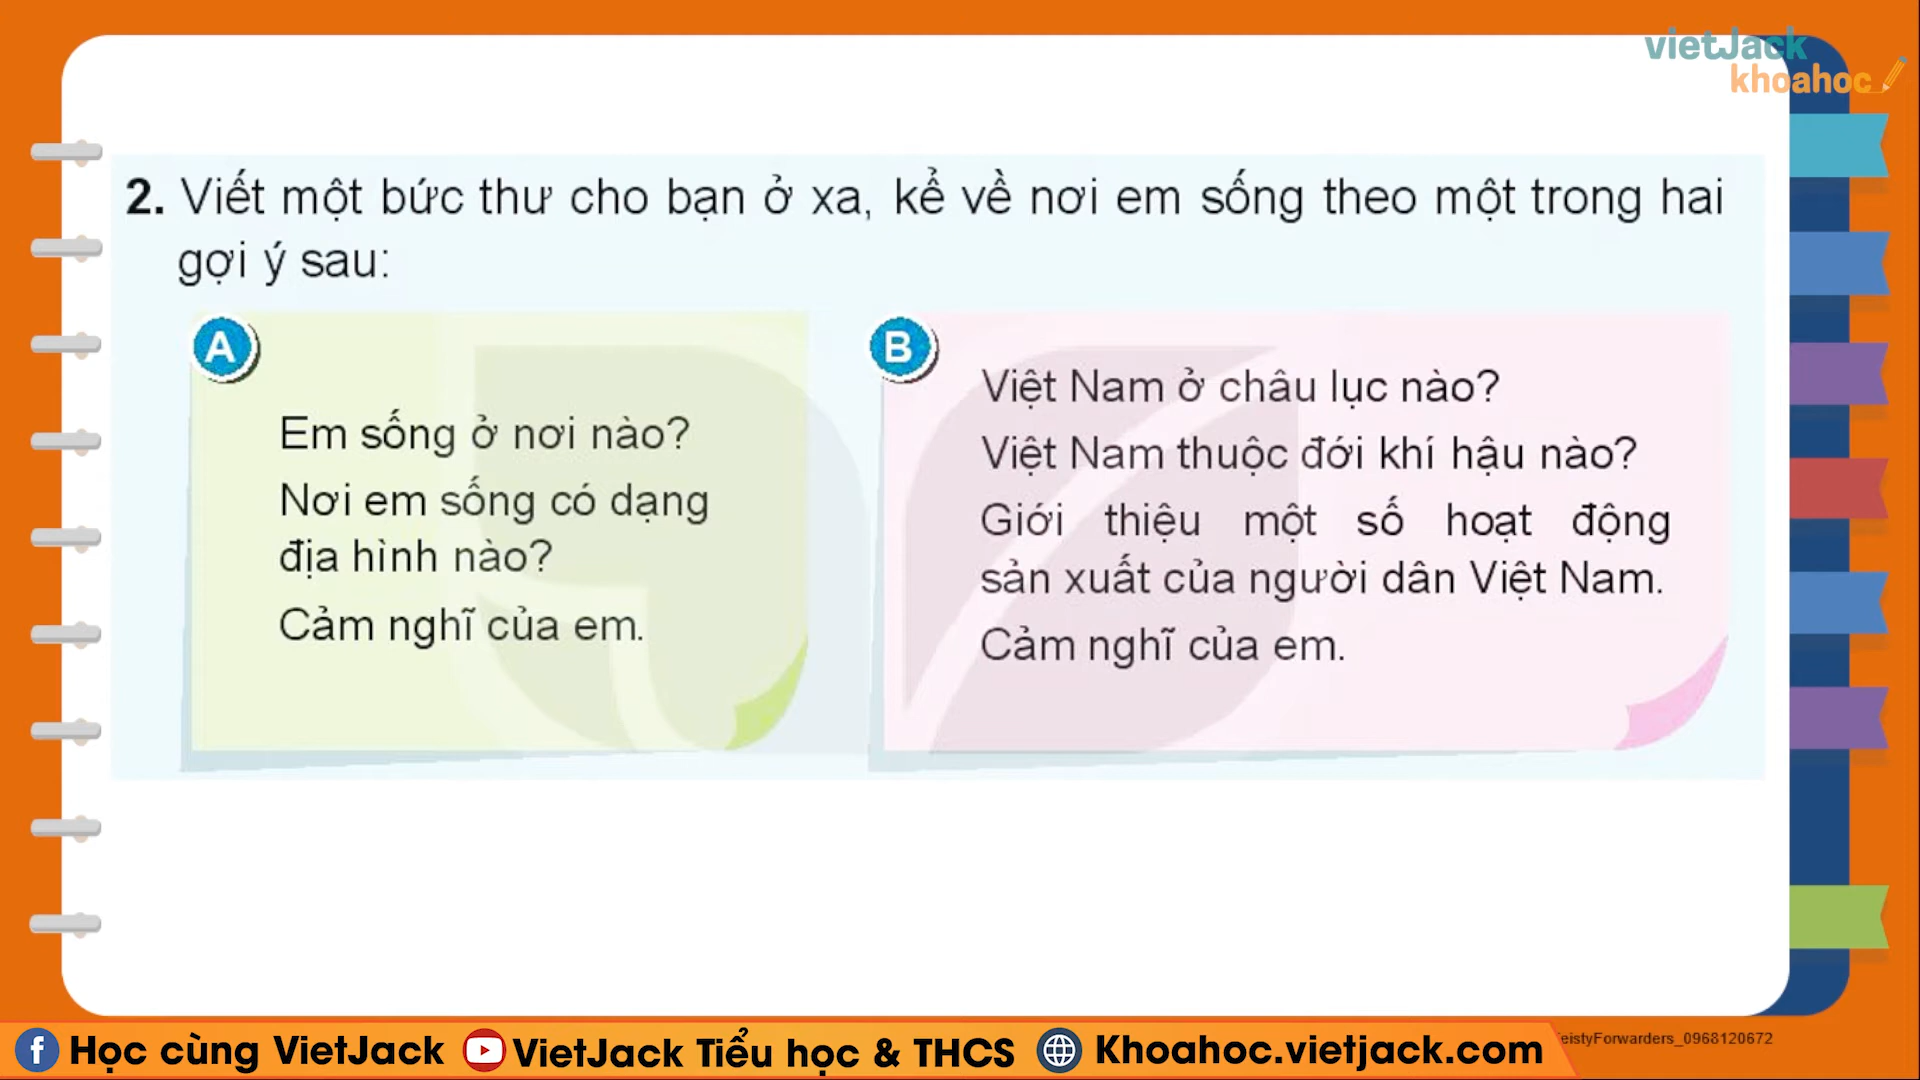 vietJack
khoahoc
2. Viết một bức thư cho bạn ở xa, kể về nơi em sống theo một trong hai
gợi ý sau:
A
Em sống ở nơi nào?
Nơi em sống có dạng
địa hình nào?
Cảm nghĩ của em.
B
Việt Nam ở châu lục nào?
Việt Nam thuộc đới khí hậu nào?
Giới thiệu một số hoạt động
sản xuất của người dân Việt Nam.
Cảm nghĩ của em.
Học cùng VietJack VietJack Tiểu học & THCS Khoahoc.vietjack.com
eistyForwarders_0968120672